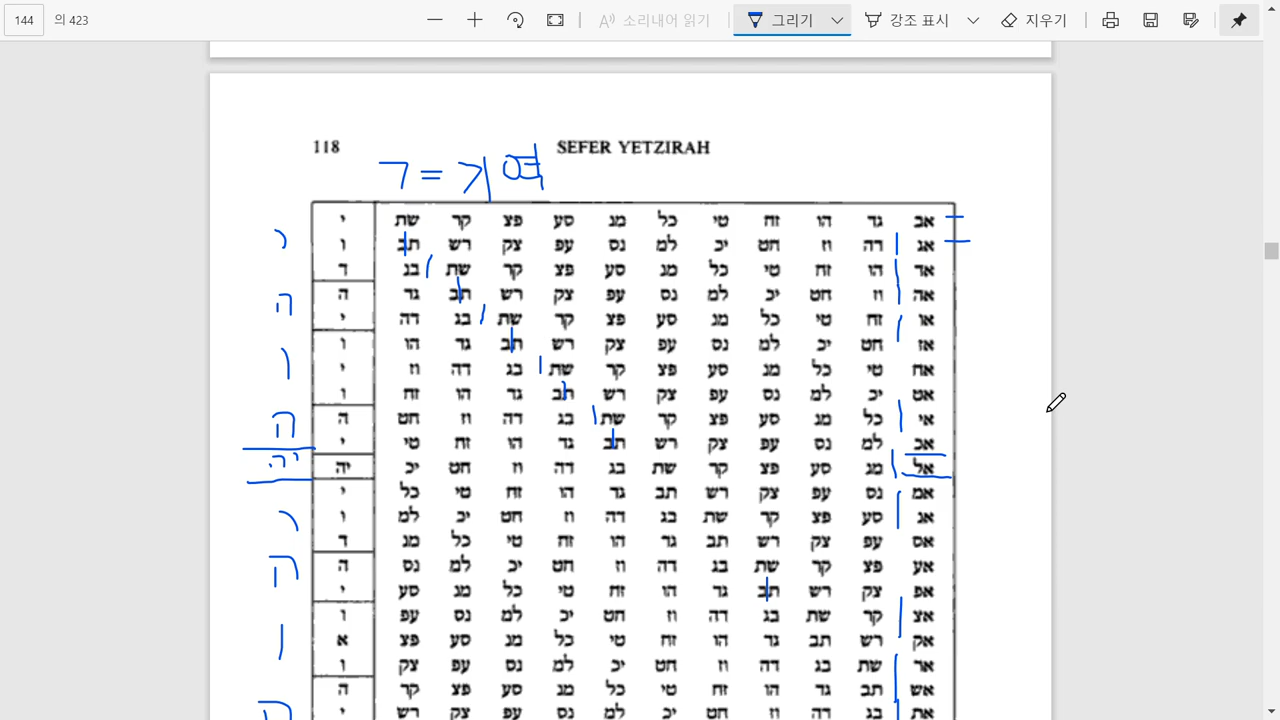 144 의 423 소리내어 읽기 그리기 강조 표시 지우기
118 SEFER YETZIRAH
ㄱ = 기역
אב גד הו זח טי כל מנ סע פצ קר שת י
אג דה וז חט יכ למ נס עפ צק רש תב ו י
אד הו זח טי כל מנ סע פצ קר שת בג ד
אה וז חט יכ למ נס עפ צק רש תב גד ה ה
או זח טי כל מנ סע פצ קר שת בג דה י
אז חט יכ למ נס עפ צק רש תב גד הו ו
אח טי כל מנ סע פצ קר שת בג דה וז י ו
אט יכ למ נס עפ צק רש תב גד הו זח ו
אי כל מנ סע פצ קר שת בג דה וז חט ה ה
אכ למ נס עפ צק רש תב גד הו זח טי י
אל מנ סע פצ קר שת בג דה וז חט יכ יה יה
אמ נס עפ צק רש תב גד הו זח טי כל י
אנ סע פצ קר שת בג דה וז חט יכ למ ו י
אס עפ צק רש תב גד הו זח טי כל מנ ד
אע פצ קר שת בג דה וז חט יכ למ נס ה ה
אפ צק רש תב גד הו זח טי כל מנ סע י
אצ קר שת בג דה וז חט יכ למ נס עפ ו
אק רש תב גד הו זח טי כל מנ סע פצ א ו
אר שת בג דה וז חט יכ למ נס עפ צק ו
אש תב גד הו זח טי כל מנ סע פצ קר ה
את בג דה וז חט יכ למ נס עפ צק רש י ה